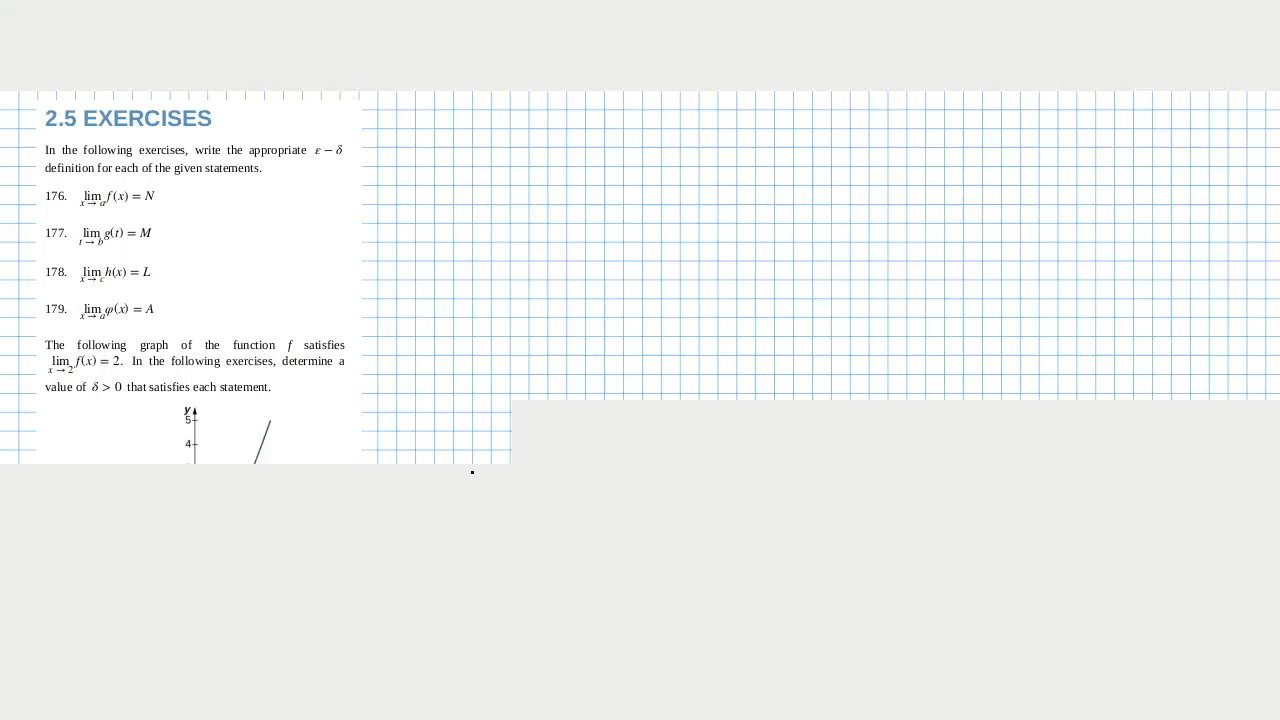 2.5 EXERCISES
In the following exercises, write the appropriate ε − δ
definition for each of the given statements.
176. lim x → a f(x) = N
177. lim t → b g(t) = M
178. lim x → c h(x) = L
179. lim x → a φ(x) = A
The following graph of the function f satisfies
lim x → 2 f(x) = 2. In the following exercises, determine a
value of δ > 0 that satisfies each statement.
y
5
4